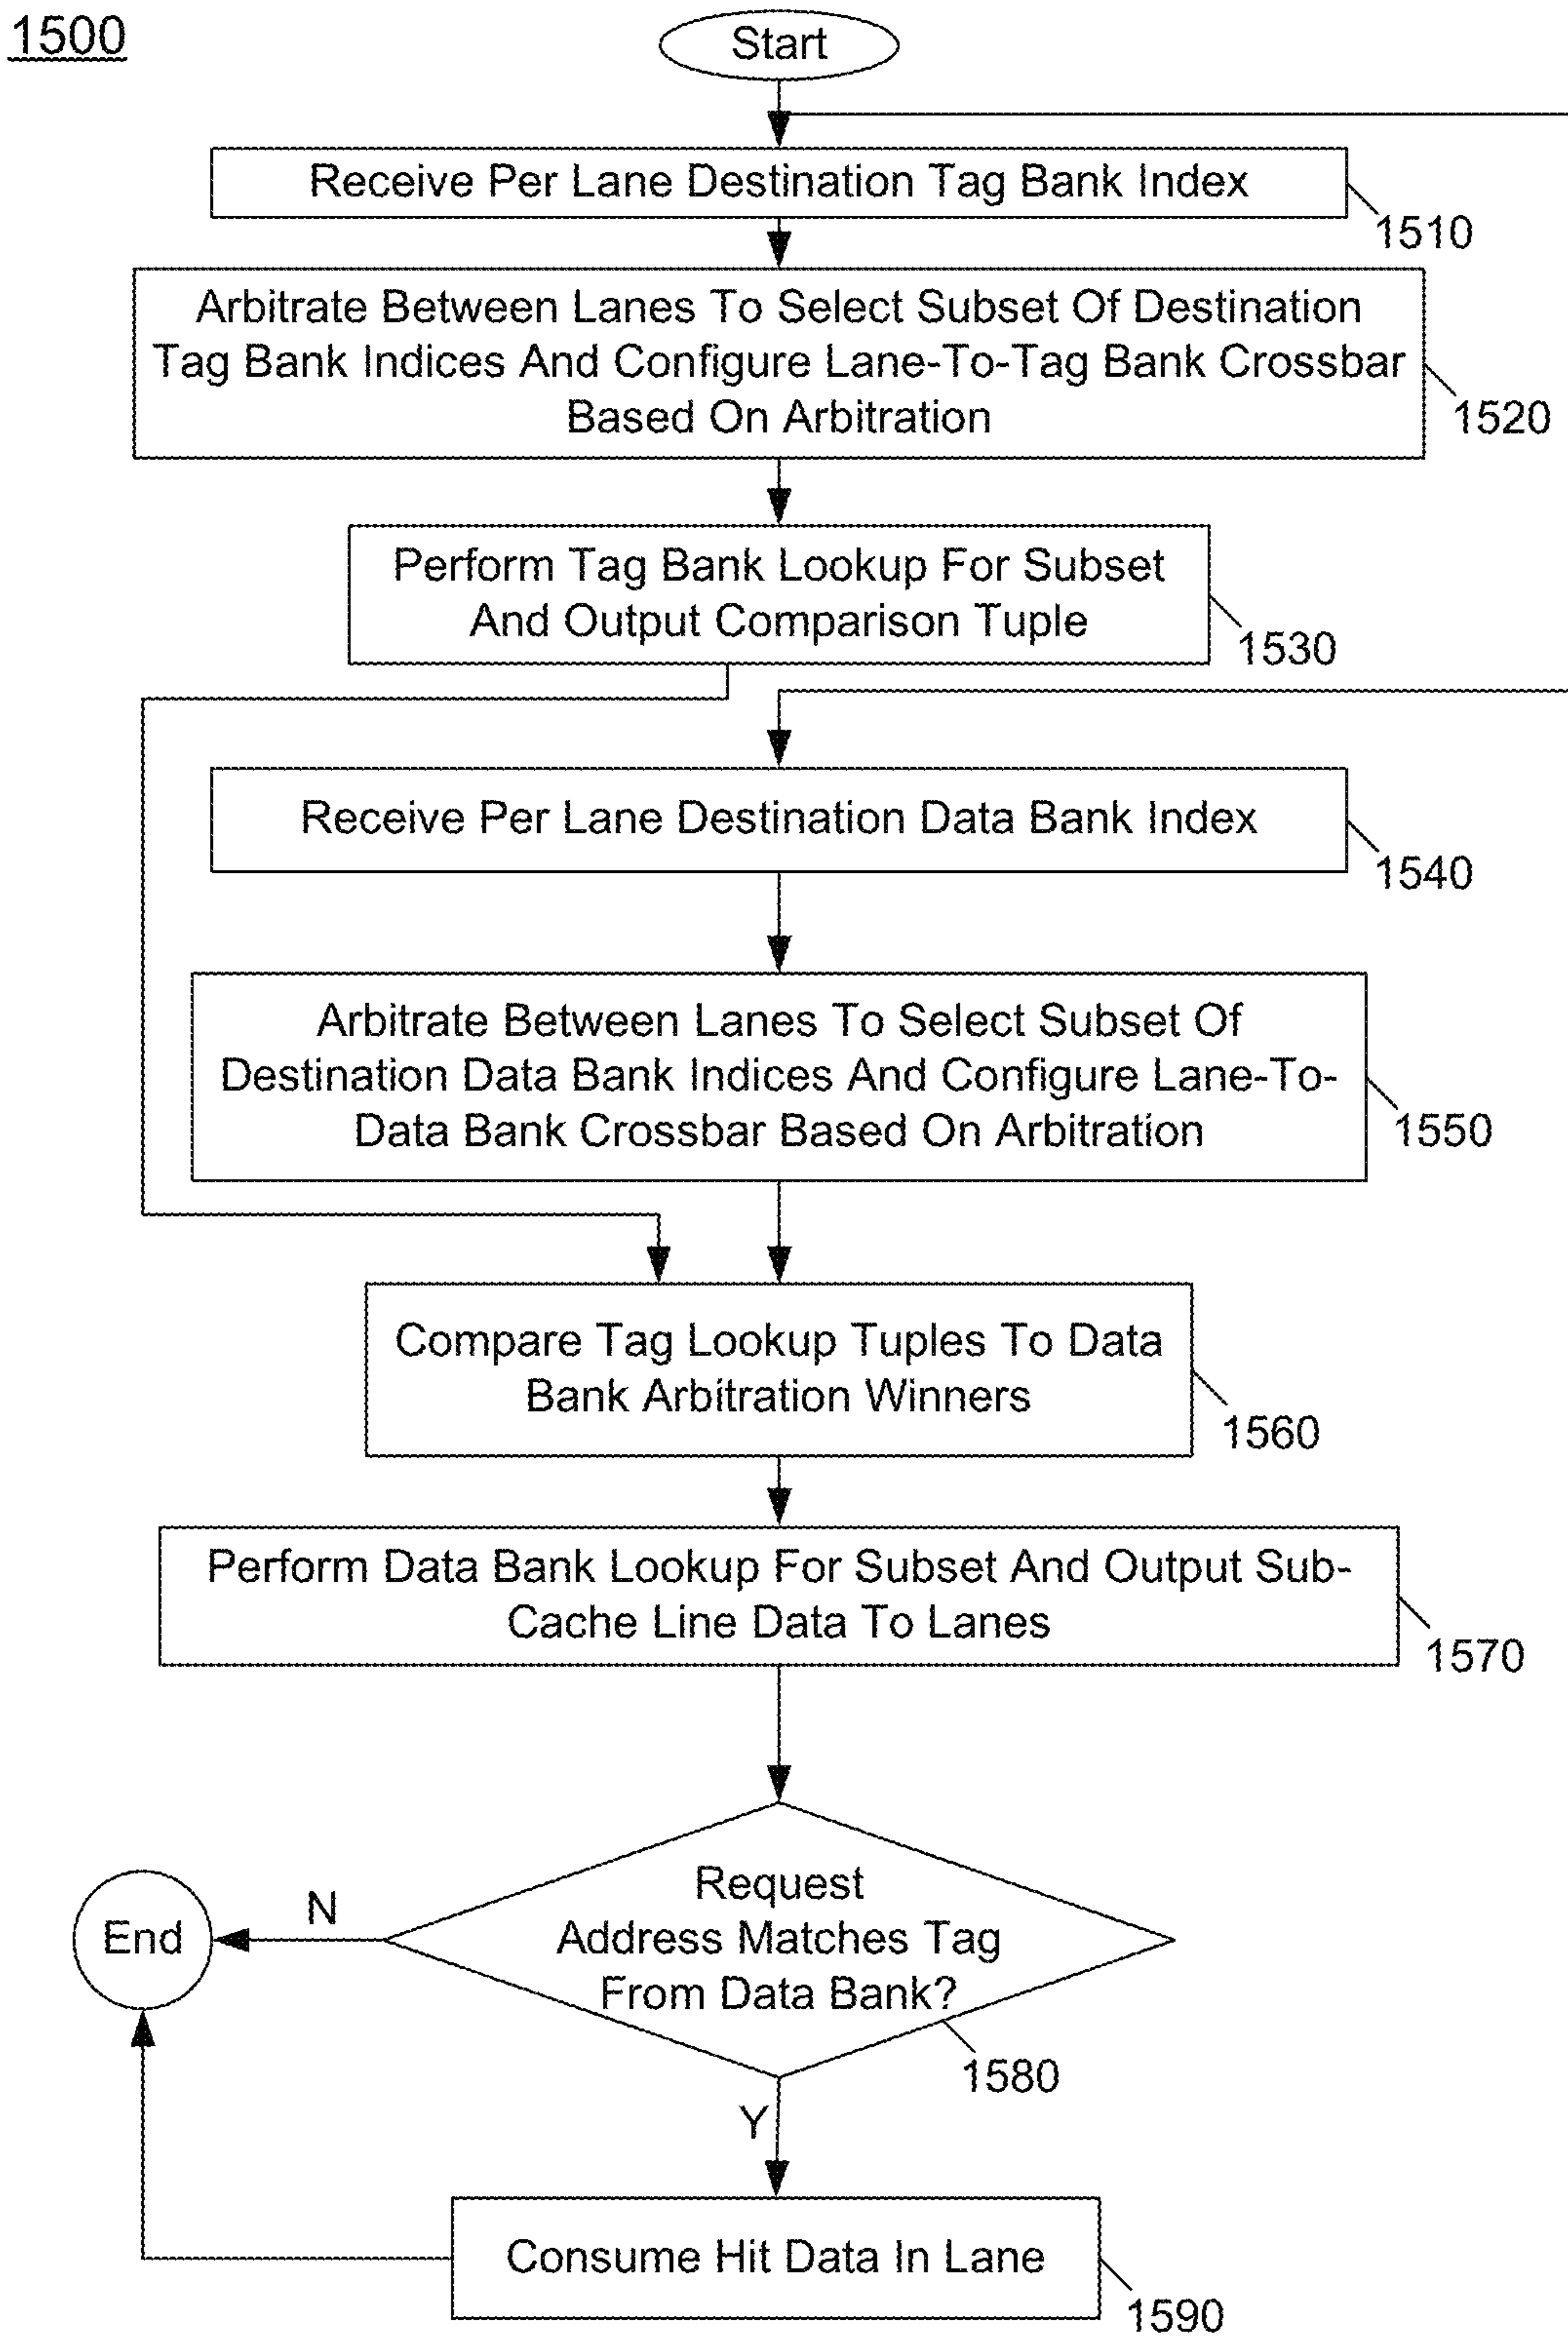 1500
Start
Receive Per Lane Destination Tag Bank Index
1510
Arbitrate Between Lanes To Select Subset Of Destination
Tag Bank Indices And Configure Lane-To-Tag Bank Crossbar
Based On Arbitration
1520
Perform Tag Bank Lookup For Subset
And Output Comparison Tuple
1530
Receive Per Lane Destination Data Bank Index
1540
Arbitrate Between Lanes To Select Subset Of
Destination Data Bank Indices And Configure Lane-To-
Data Bank Crossbar Based On Arbitration
1550
Compare Tag Lookup Tuples To Data
Bank Arbitration Winners
1560
Perform Data Bank Lookup For Subset And Output Sub-
Cache Line Data To Lanes
1570
Request
Address Matches Tag
From Data Bank?
1580
N
End
Y
Consume Hit Data In Lane
1590